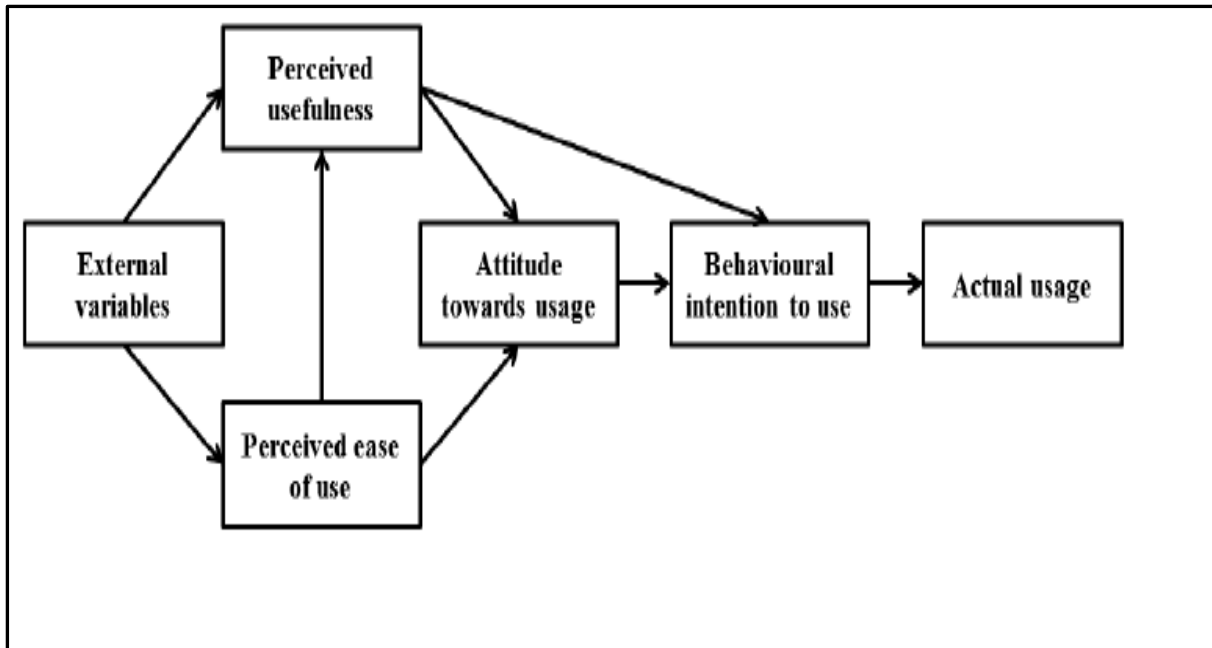 Perceived
usefulness
External
variables
Attitude
towards usage
Behavioural
intention to use
Actual usage
Perceived ease
of use